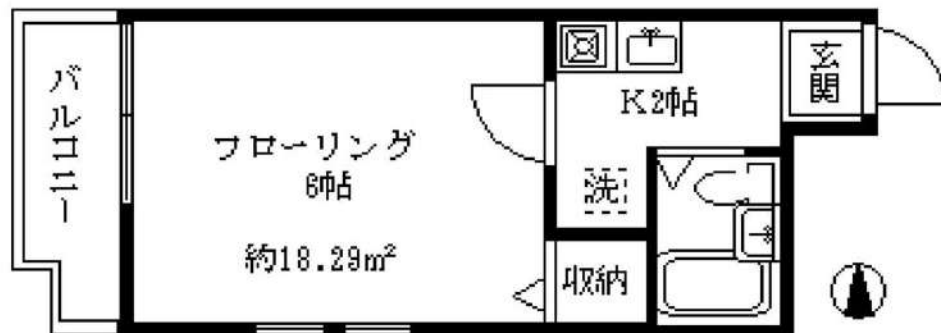 バルコニー
フローリング
6帖
約18.29m²
K2帖
玄関
洗
収納